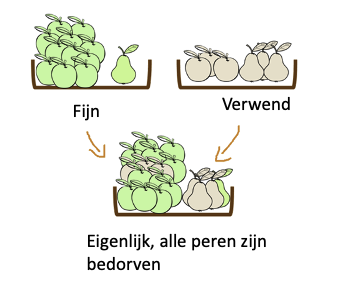 Fijn
Verwend
Eigenlijk, alle peren zijn
bedorven